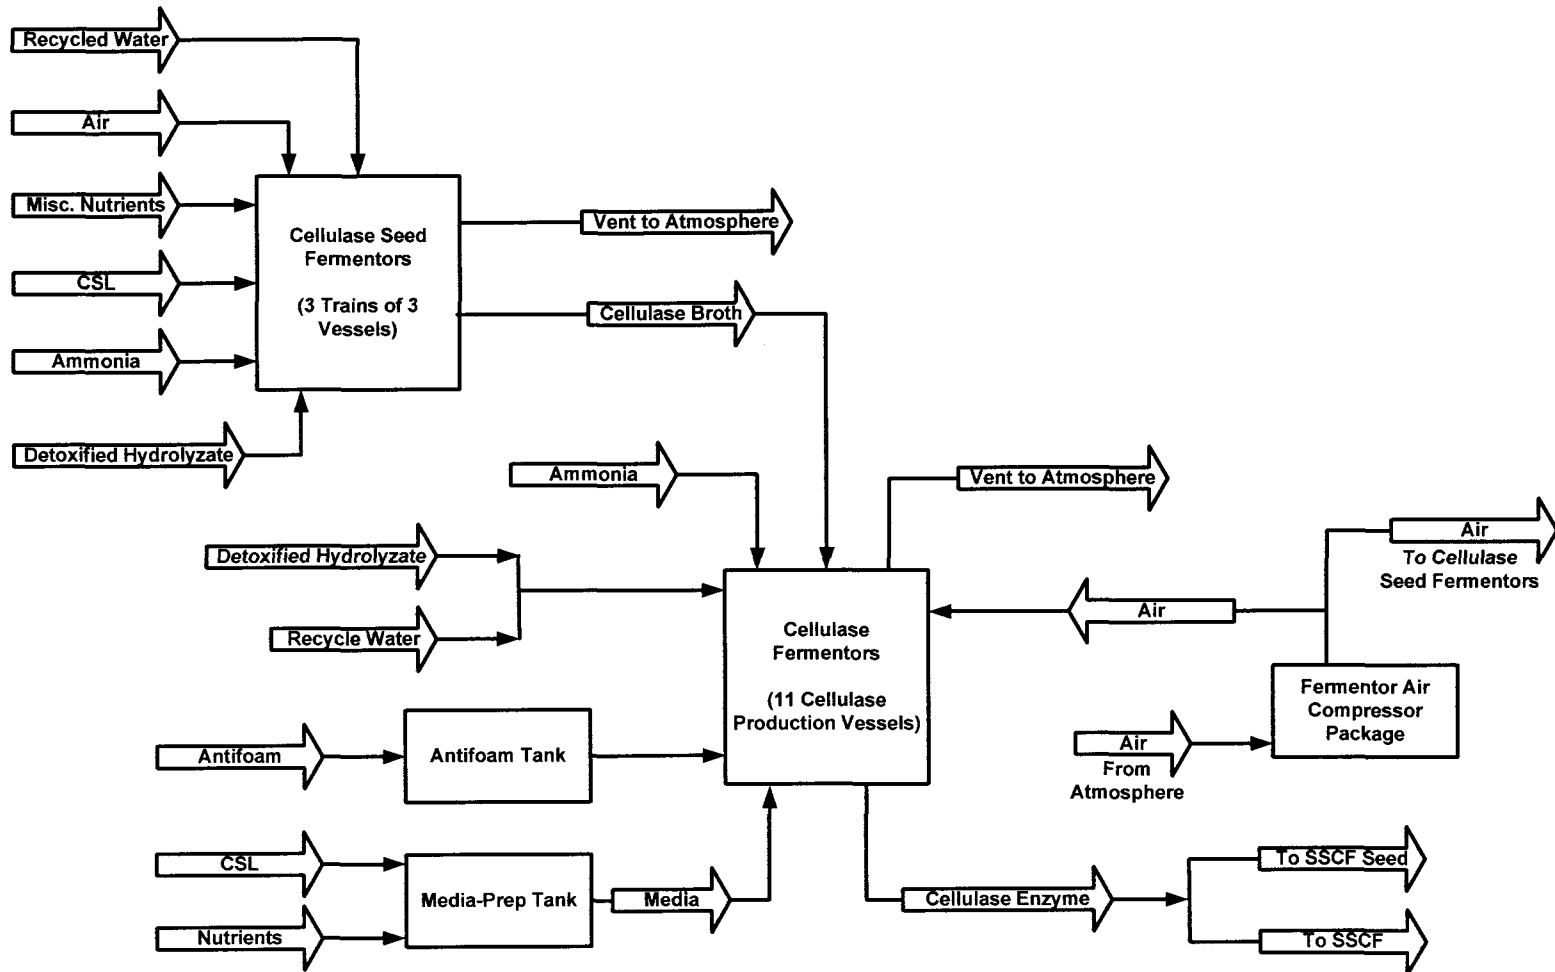 Recycled Water
Air
Misc. Nutrients
CSL
Ammonia
Detoxified Hydrolyzate
Cellulase Seed
Fermentors
(3 Trains of 3
Vessels)
Vent to Atmosphere
Cellulase Broth
Ammonia
Detoxified Hydrolyzate
Recycle Water
Antifoam
Antifoam Tank
CSL
Nutrients
Media-Prep Tank
Media
Cellulase
Fermentors
(11 Cellulase
Production Vessels)
Vent to Atmosphere
Air
To Cellulase
Seed Fermentors
Air
Fermentor Air
Compressor
Package
Air
From
Atmosphere
Cellulase Enzyme
To SSCF Seed
To SSCF